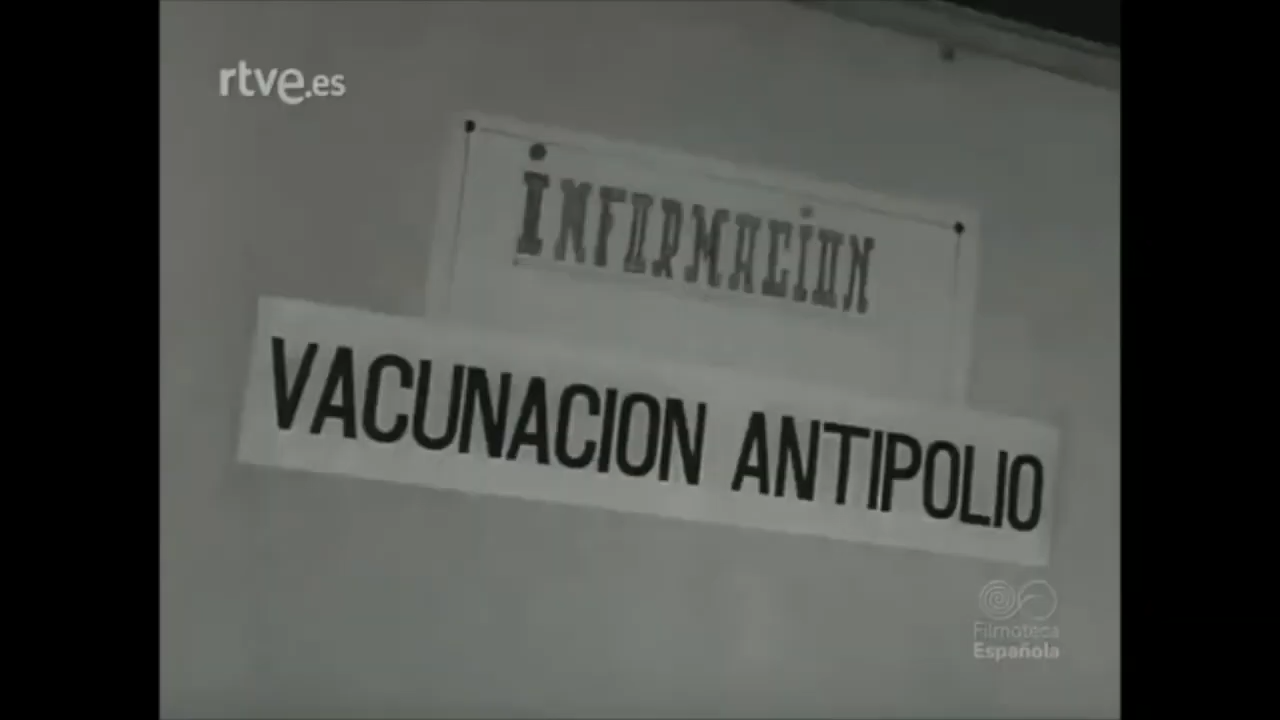 rtve.es
iNFORMACiON
VACUNACION ANTIPOLIO
Filmoteca
Española